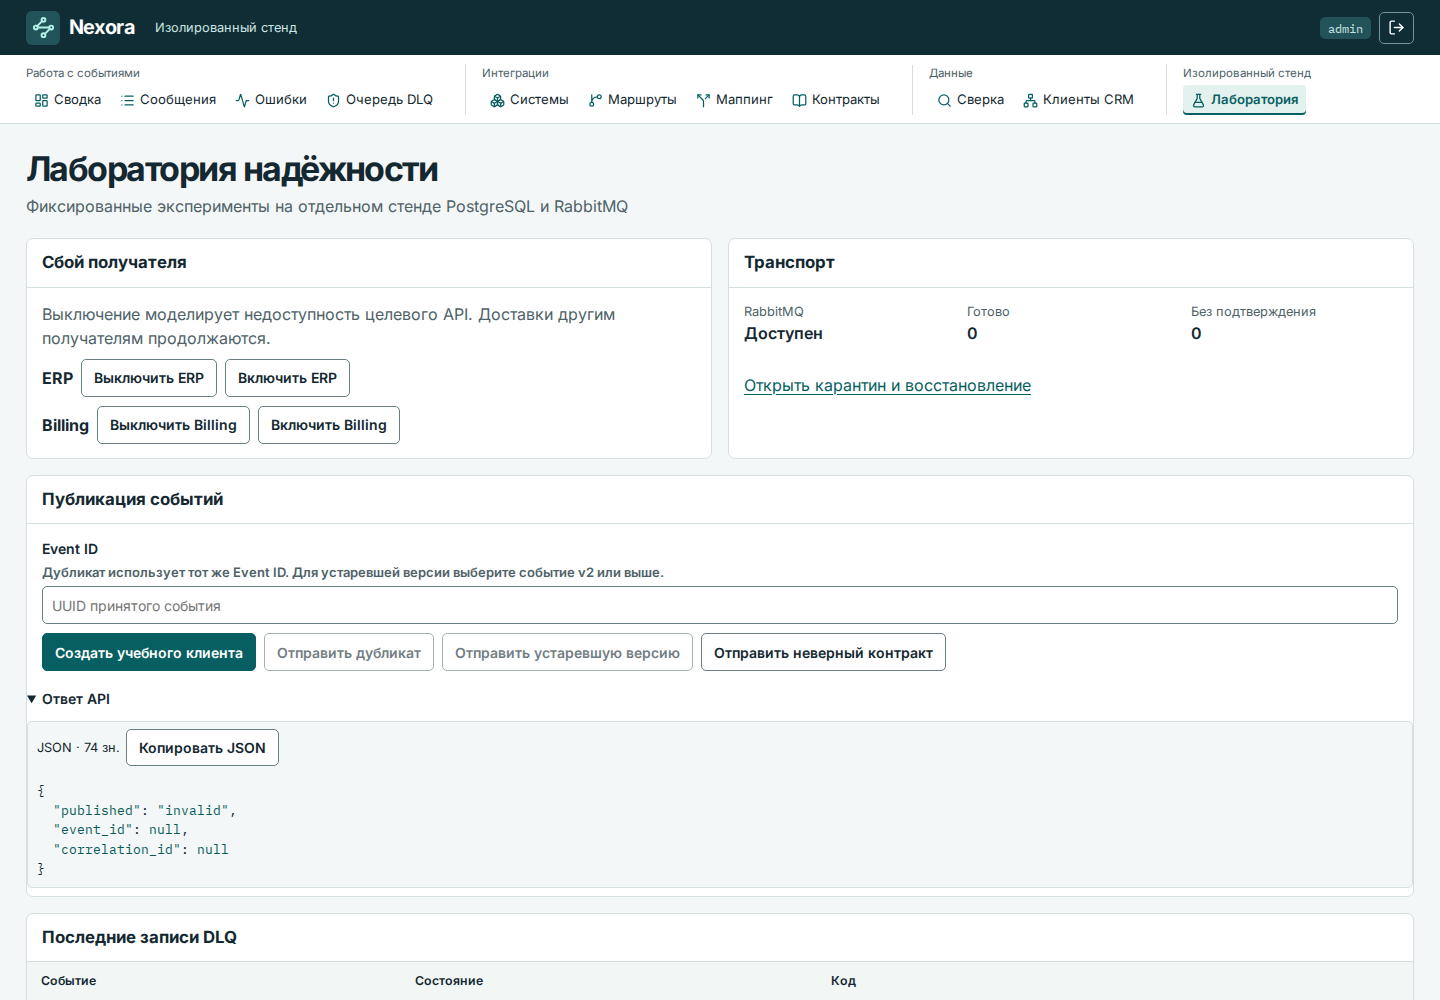 Nexora
Изолированный стенд
admin
Работа с событиями
Сводка
Сообщения
Ошибки
Очередь DLQ
Интеграции
Системы
Маршруты
Маппинг
Контракты
Данные
Сверка
Клиенты CRM
Изолированный стенд
Лаборатория
Лаборатория надёжности
Фиксированные эксперименты на отдельном стенде PostgreSQL и RabbitMQ
Сбой получателя
Выключение моделирует недоступность целевого API. Доставки другим
получателям продолжаются.
ERP Выключить ERP Включить ERP
Billing Выключить Billing Включить Billing
Транспорт
RabbitMQ Готово Без подтверждения
Доступен 0 0
Открыть карантин и восстановление
Публикация событий
Event ID
Дубликат использует тот же Event ID. Для устаревшей версии выберите событие v2 или выше.
UUID принятого события
Создать учебного клиента Отправить дубликат Отправить устаревшую версию Отправить неверный контракт
▼ Ответ API
JSON · 74 зн. Копировать JSON
{
"published": "invalid",
"event_id": null,
"correlation_id": null
}
Последние записи DLQ
Событие Состояние Код